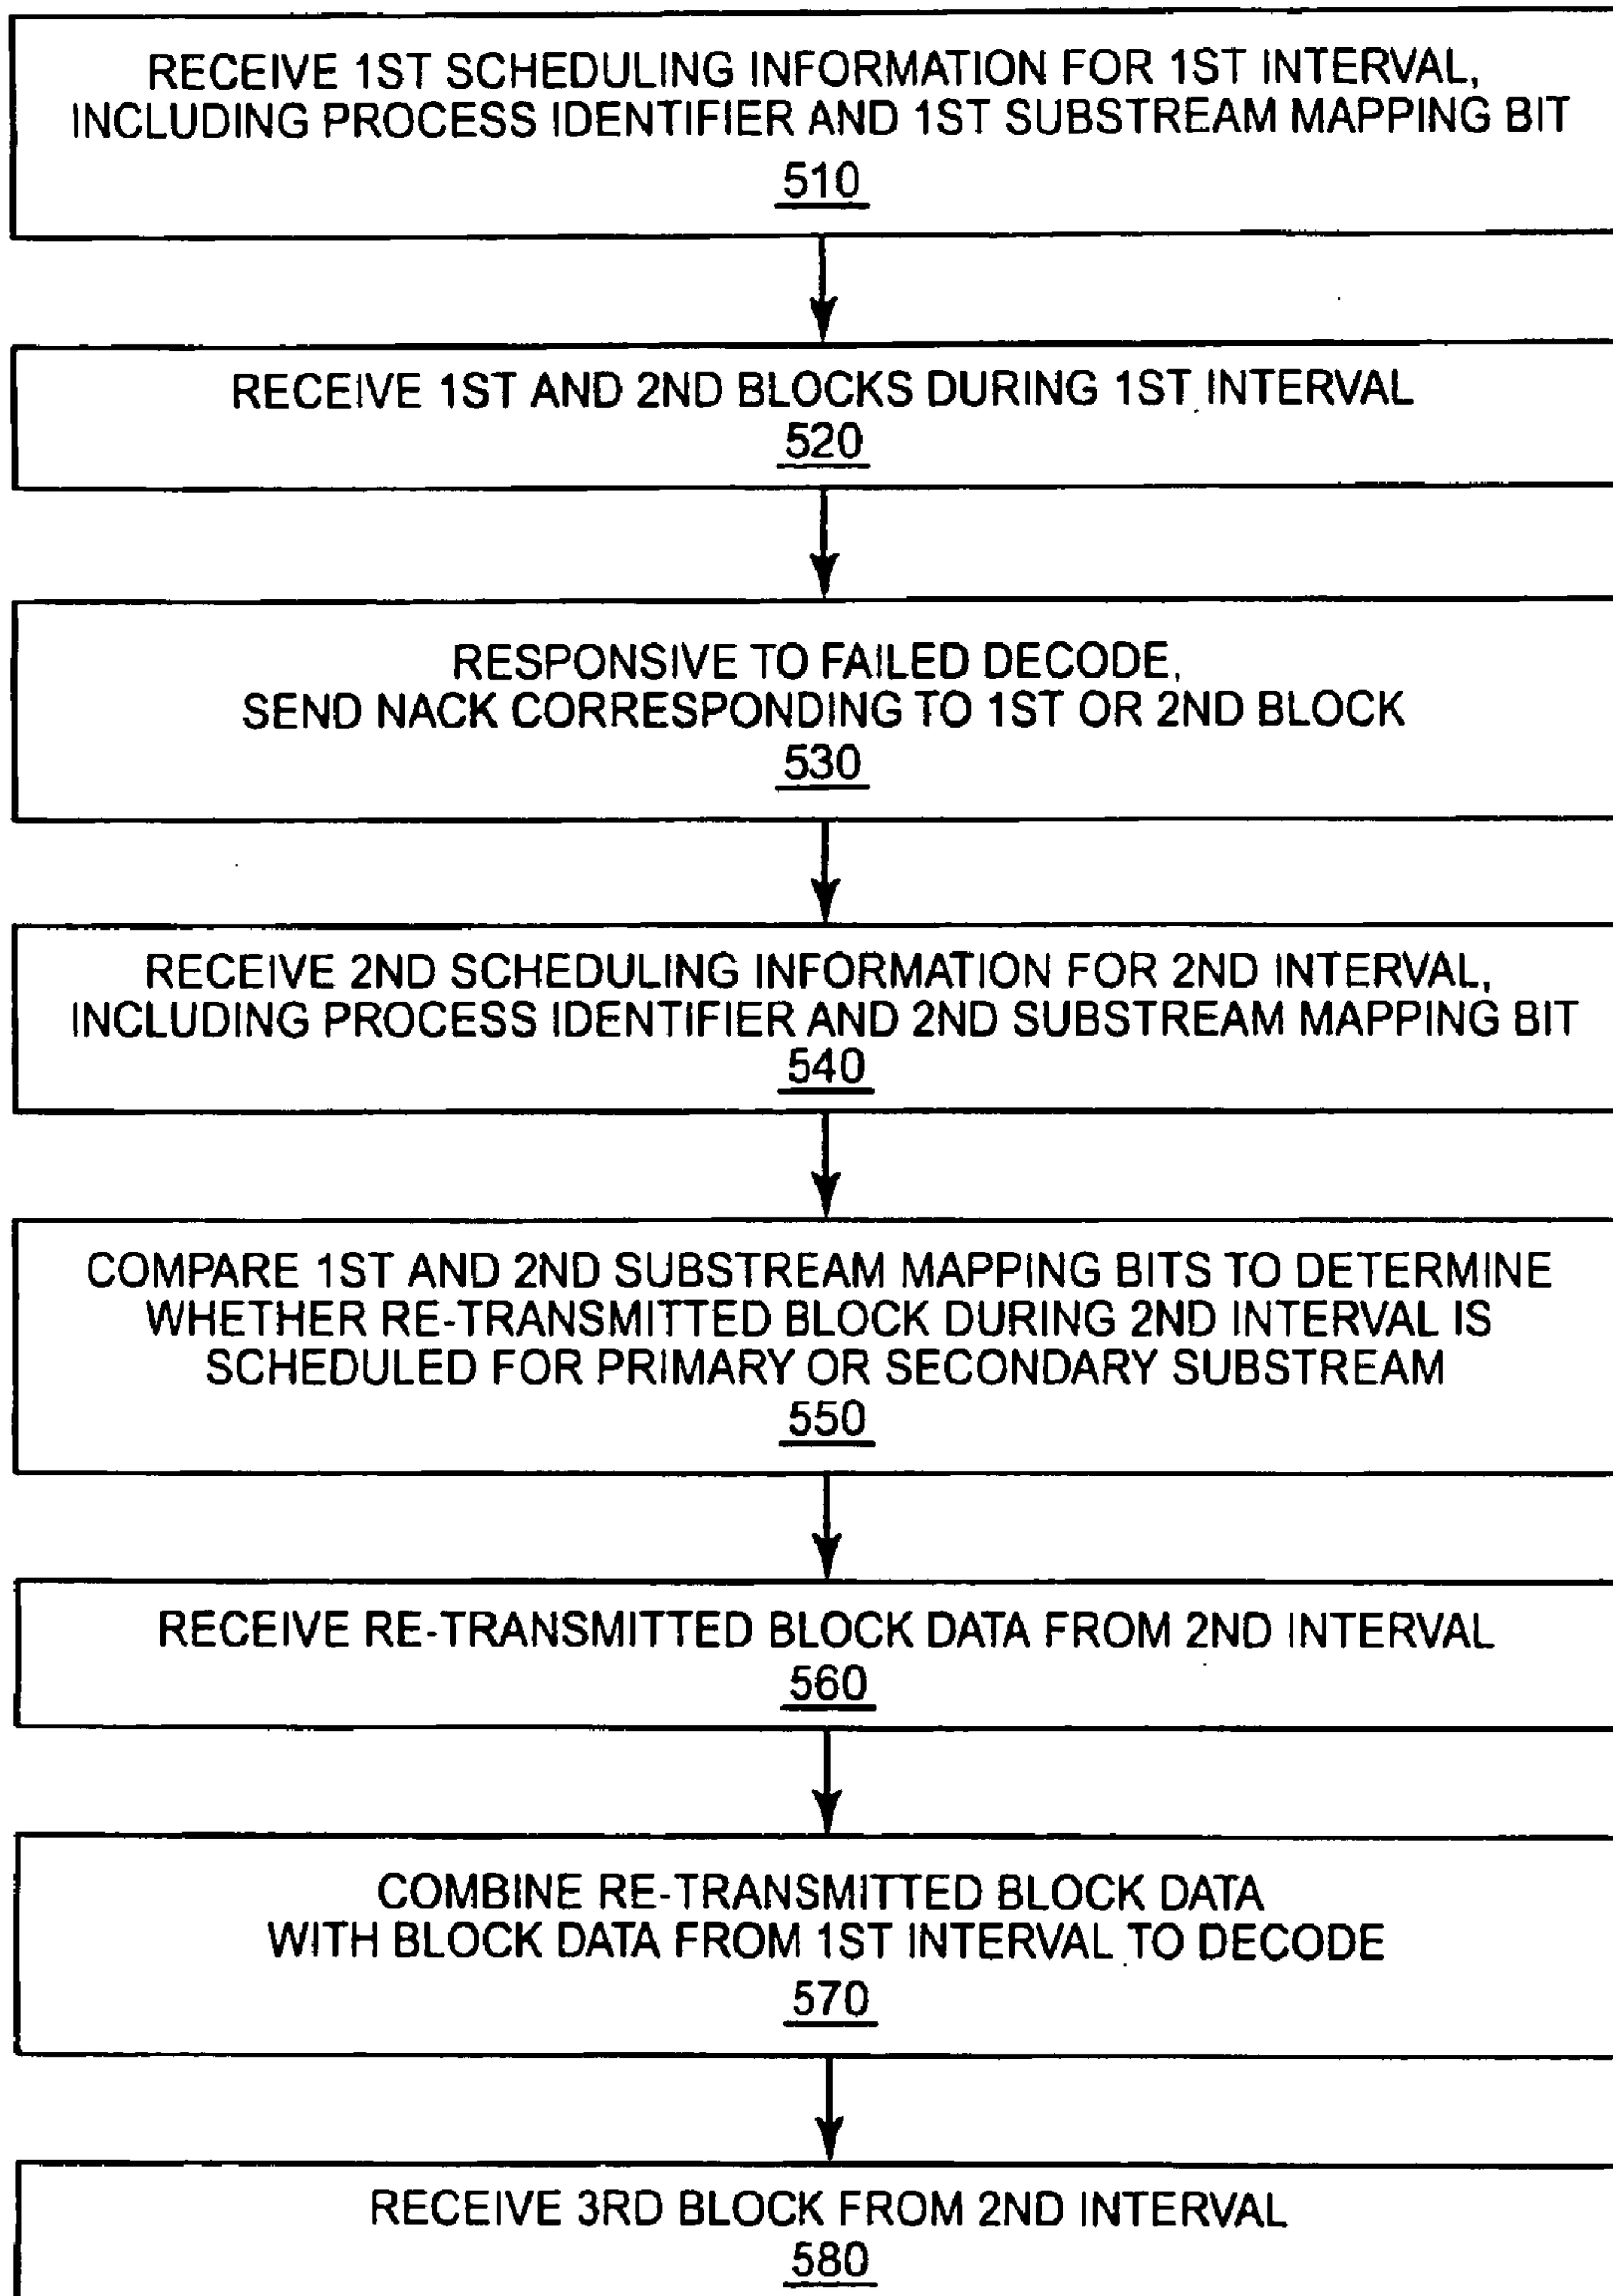 RECEIVE 1ST SCHEDULING INFORMATION FOR 1ST INTERVAL,
INCLUDING PROCESS IDENTIFIER AND 1ST SUBSTREAM MAPPING BIT
510
RECEIVE 1ST AND 2ND BLOCKS DURING 1ST INTERVAL
520
RESPONSIVE TO FAILED DECODE,
SEND NACK CORRESPONDING TO 1ST OR 2ND BLOCK
530
RECEIVE 2ND SCHEDULING INFORMATION FOR 2ND INTERVAL,
INCLUDING PROCESS IDENTIFIER AND 2ND SUBSTREAM MAPPING BIT
540
COMPARE 1ST AND 2ND SUBSTREAM MAPPING BITS TO DETERMINE
WHETHER RE-TRANSMITTED BLOCK DURING 2ND INTERVAL IS
SCHEDULED FOR PRIMARY OR SECONDARY SUBSTREAM
550
RECEIVE RE-TRANSMITTED BLOCK DATA FROM 2ND INTERVAL
560
COMBINE RE-TRANSMITTED BLOCK DATA
WITH BLOCK DATA FROM 1ST INTERVAL TO DECODE
570
RECEIVE 3RD BLOCK FROM 2ND INTERVAL
580